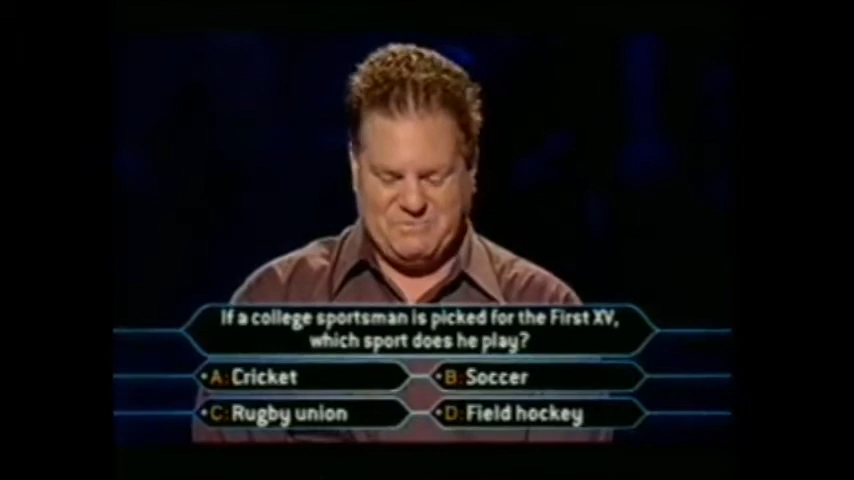 If a college sportsman is picked for the First XV,
which sport does he play?
A: Cricket
B: Soccer
C: Rugby union
D: Field hockey